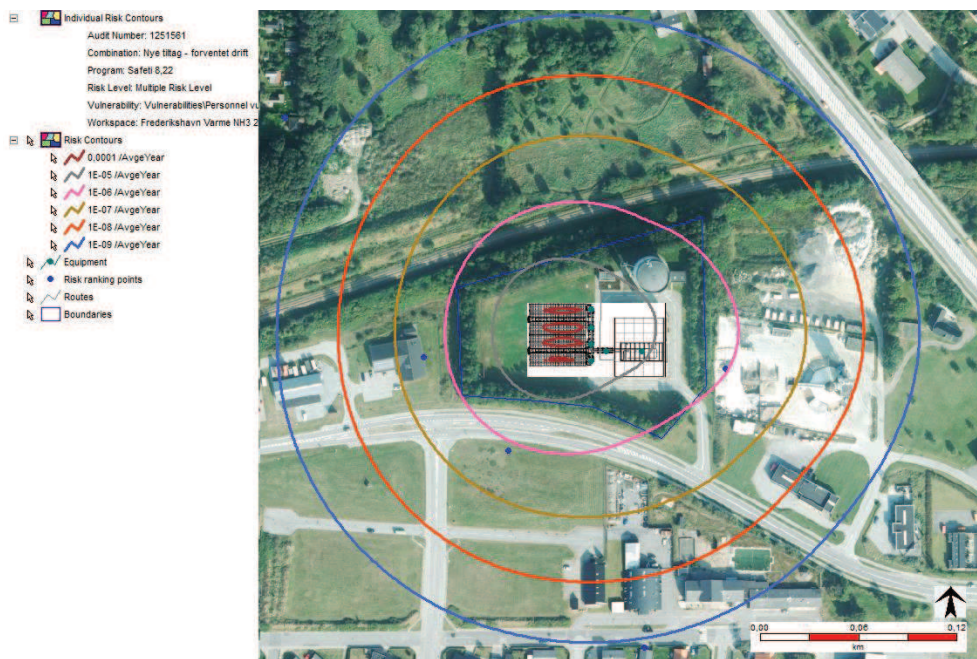 Individual Risk Contours
Audit Number: 1251561
Combination: Nye tiltag - forventet drift
Program: Safeti 8,22
Risk Level: Multiple Risk Level
Vulnerability: Vulnerabilities\Personnel vu
Workspace: Frederikshavn Varme NH3 2
Risk Contours
0,0001 /AvgeYear
1E-05 /AvgeYear
1E-06 /AvgeYear
1E-07 /AvgeYear
1E-08 /AvgeYear
1E-09 /AvgeYear
Equipment
Risk ranking points
Routes
Boundaries
0,00 0,06 0,12
km